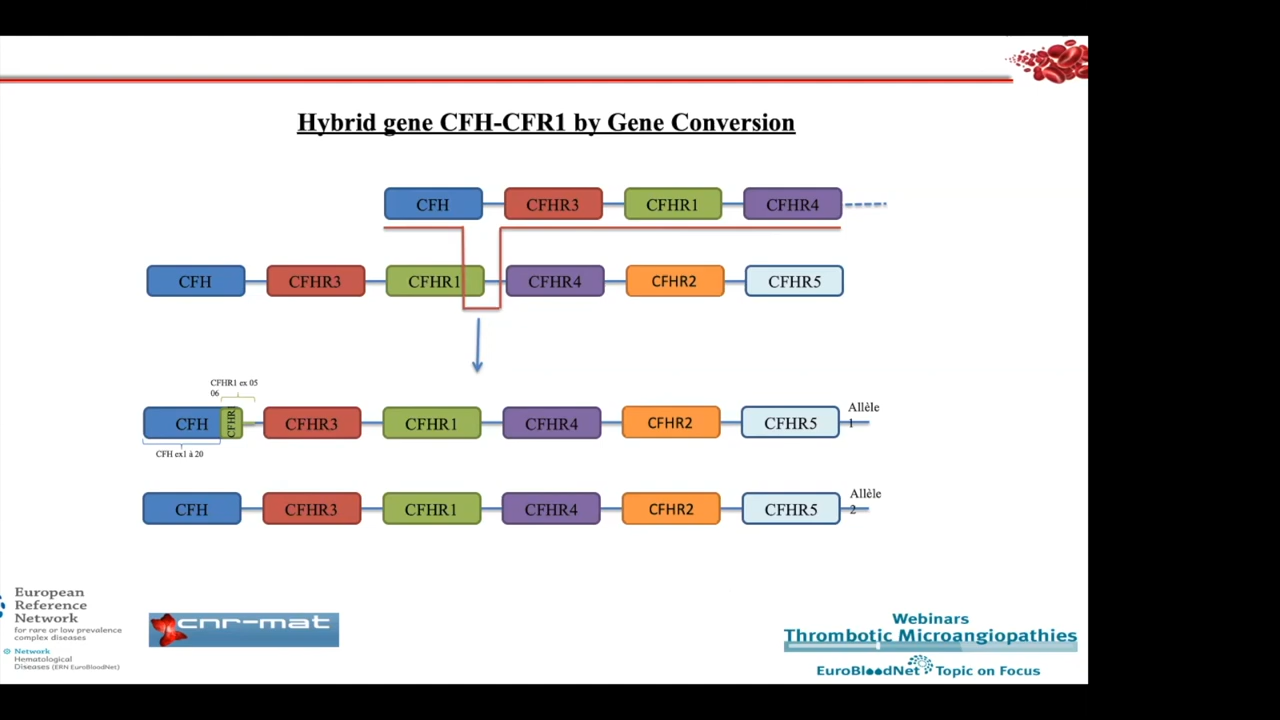 Hybrid gene CFH-CFR1 by Gene Conversion
CFH CFHR3 CFHR1 CFHR4
CFH CFHR3 CFHR1 CFHR4 CFHR2 CFHR5
CFHR1 ex 05
06
CFH CFHR1 CFHR3 CFHR1 CFHR4 CFHR2 CFHR5 Allèle
1
CFH ex1 à 20
CFH CFHR3 CFHR1 CFHR4 CFHR2 CFHR5 Allèle
2
European
Reference
Network
for rare or low prevalence
complex diseases
Network
Hematological
Diseases (ERN EuroBloodNet)
cnr-mat
Webinars
Thrombotic Microangiopathies
EuroBloodNet Topic on Focus